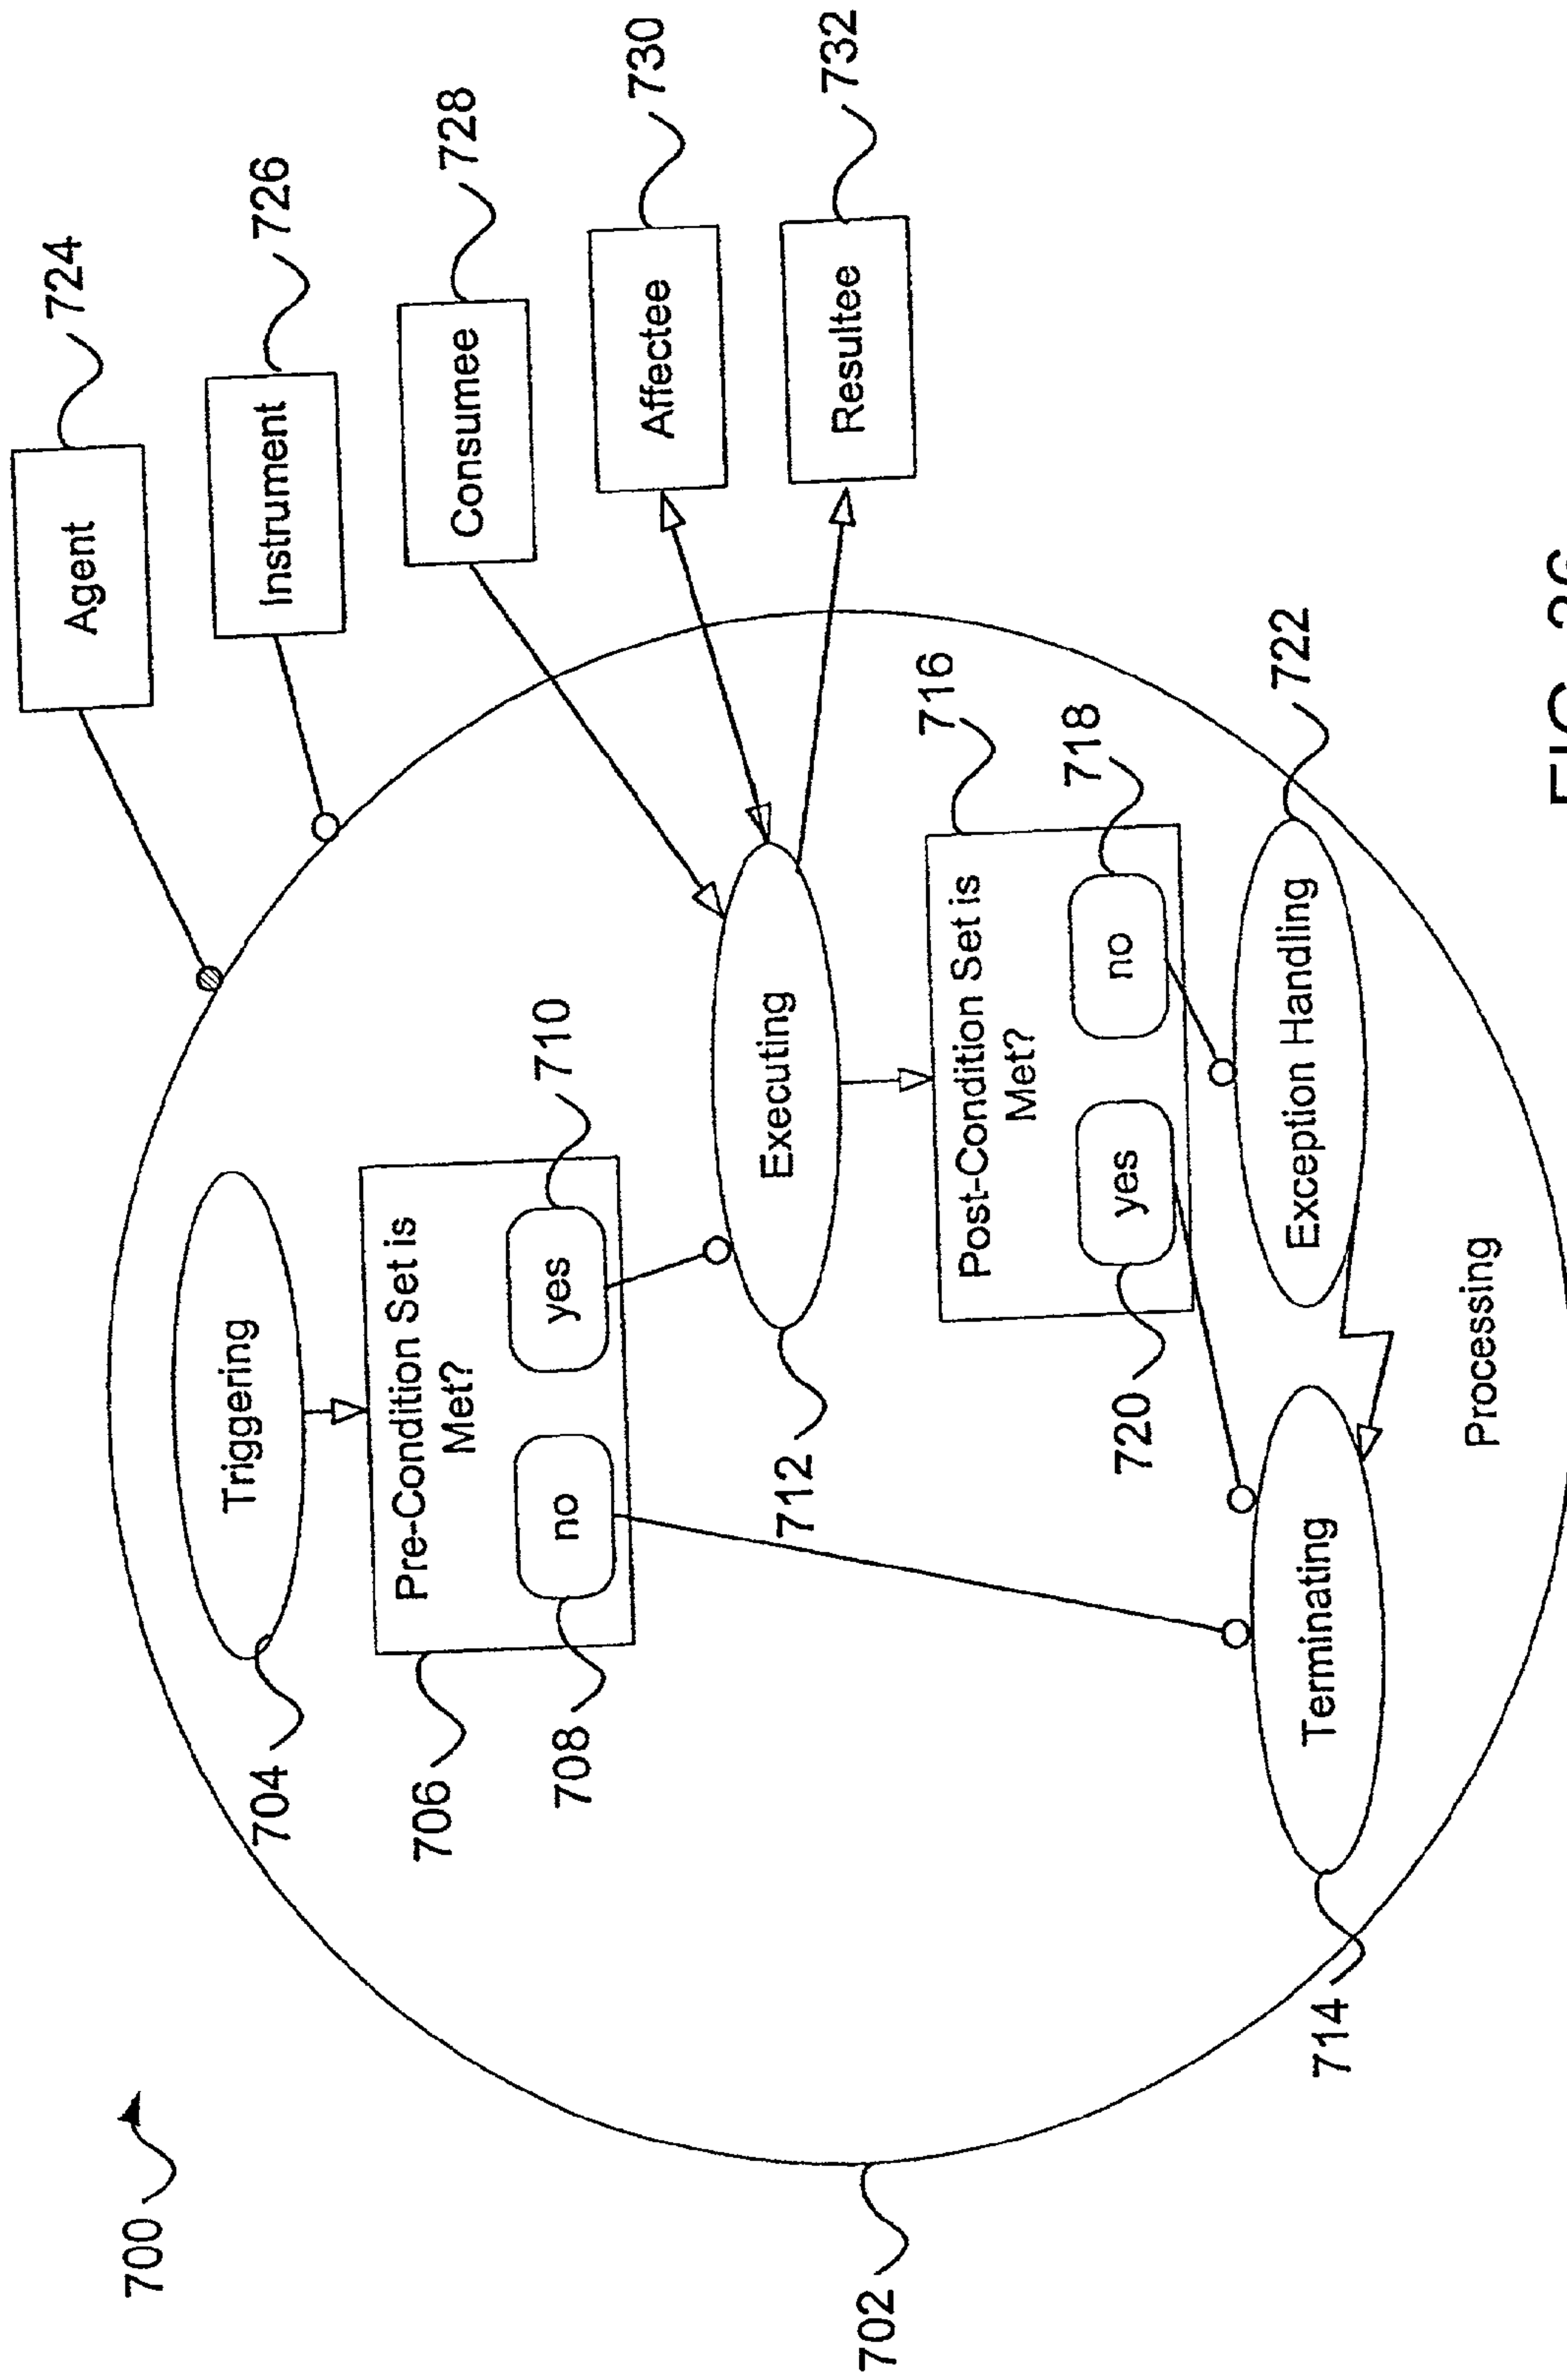 700
724
Agent
726
Instrument
Triggering
704
728
Consumee
Pre-Condition Set is
Met?
no
yes
706
708
710
730
Affectee
Executing
712
732
Resultee
702
Post-Condition Set is
Met?
yes
no
716
718
720
Terminating
714
Exception Handling
722
Processing